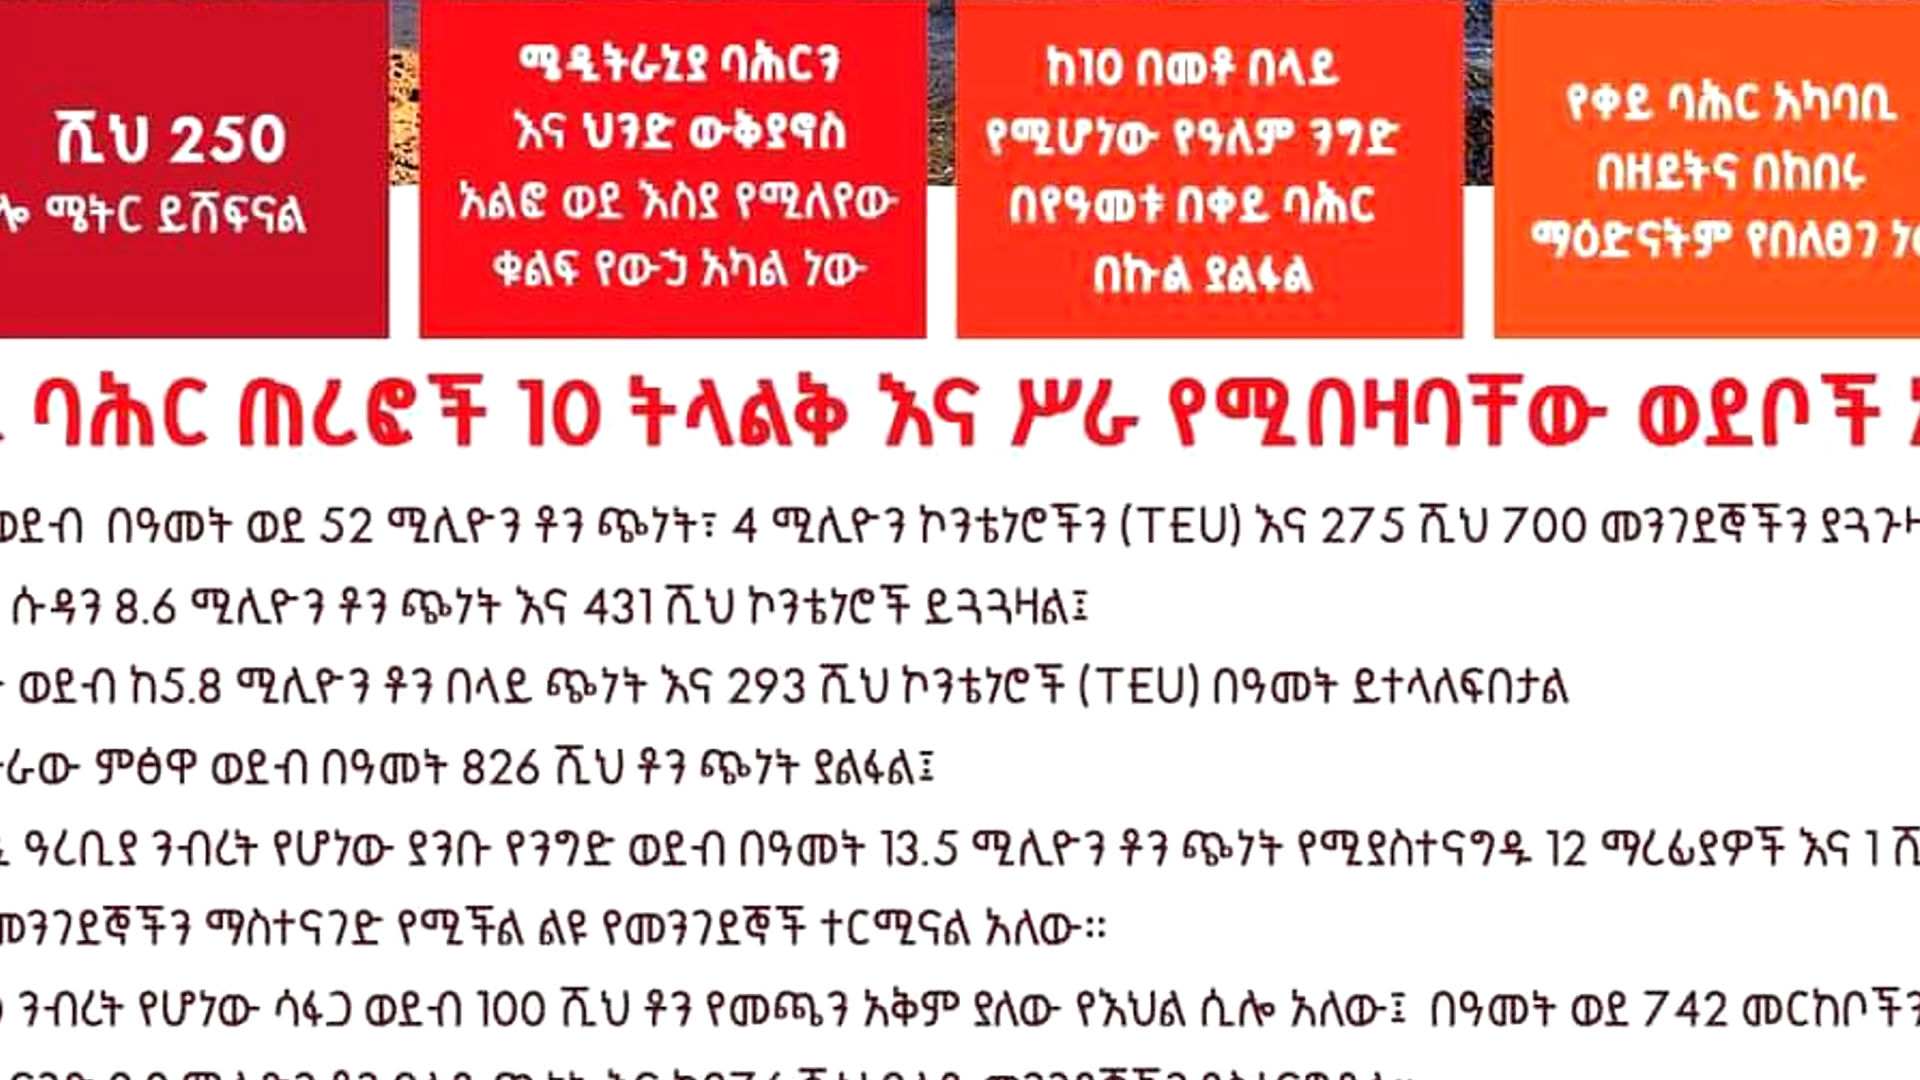 ሺህ 250
ሎ ሜትር ይሸፍናል
ሜዲትራኒያ ባሕርን
እና ህንድ ውቅያኖስ
አልፎ ወደ እስያ የሚለየው
ቁልፍ የውኃ አካል ነው
ከ10 በመቶ በላይ
የሚሆነው የዓለም ንግድ
በየዓመቱ በቀይ ባሕር
በኩል ያልፋል
የቀይ ባሕር አካባቢ
በዘይትና በከበሩ
ማዕድናትም የበለፀገ
ባሕር ጠረፎች 10 ትላልቅ እና ሥራ የሚበዛባቸው ወደቦች
ወደብ በዓመት ወደ 52 ሚሊዮን ቶን ጭነት፣ 4 ሚሊዮን ኮንቴነሮችን (TEU) እና 275 ሺህ 700 መንገደኞችን
ሱዳን 8.6 ሚሊዮን ቶን ጭነት እና 431 ሺህ ኮንቴነሮች ይጓጓዛል፤
ወደብ ከ5.8 ሚሊዮን ቶን በላይ ጭነት እና 293 ሺህ ኮንቴነሮች (TEU) በዓመት ይተላለፍበታል
ራው ምፅዋ ወደብ በዓመት 826 ሺህ ቶን ጭነት ያልፋል፤
ዓረቢያ ንብረት የሆነው ያንቡ የንግድ ወደብ በዓመት 13.5 ሚሊዮን ቶን ጭነት የሚያስተናግዱ 12 ማረፊያዎች እና 1
መንገደኞችን ማስተናገድ የሚችል ልዩ የመንገደኞች ተርሚናል አለው።
ንብረት የሆነው ሳፋጋ ወደብ 100 ሺህ ቶን የመጫን አቅም ያለው የእህል ሲሎ አለው፤ በዓመት ወደ 742 መርከቦችን